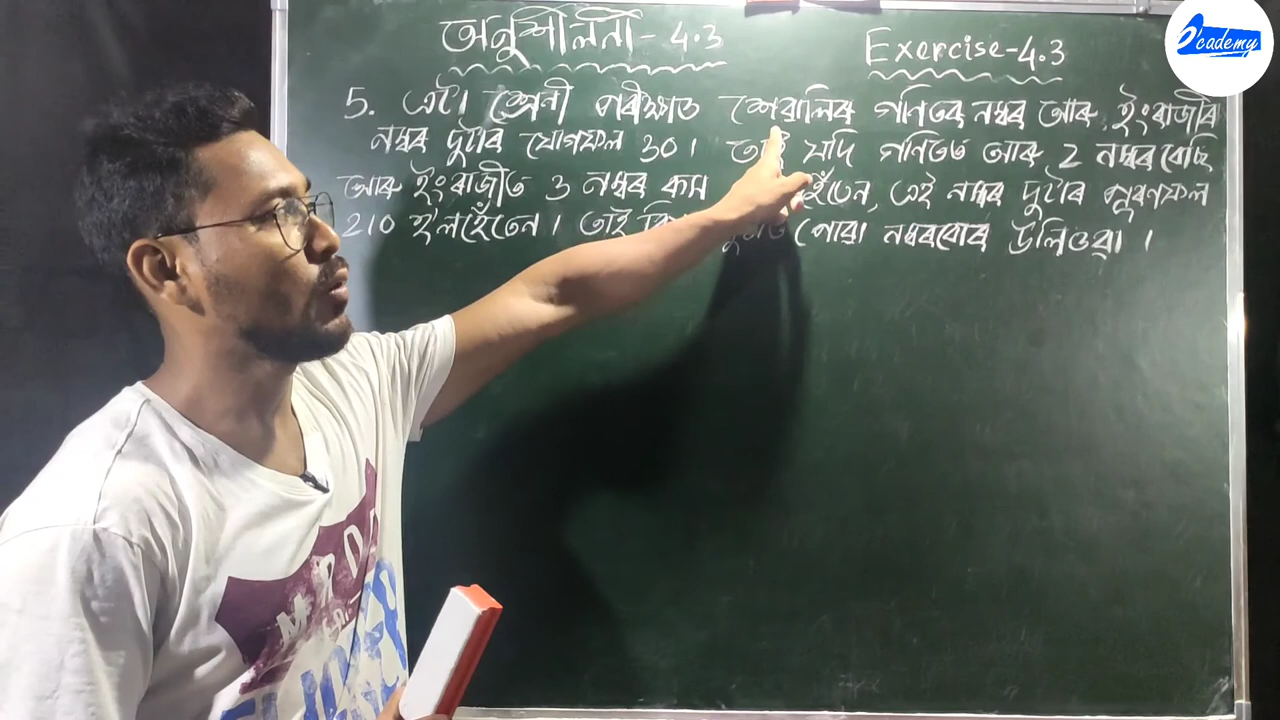 অনুশীলনী - 4.3
Exercise-4.3
5. এটা শ্ৰেণী পৰীক্ষাত শেৱালিৰ গণিতৰ নম্বৰ আৰু ইংৰাজীৰ
নম্বৰ দুটাৰ যোগফল 30। তাই যদি গণিতত আৰু 2 নম্বৰ বেছি
আৰু ইংৰাজীত 3 নম্বৰ কম হেঁতেন, এই নম্বৰ দুটাৰ পূৰণফল
210 হ'লহেঁতেন। তাই পোৱা নম্বৰবোৰ উলিওৱা।
e'cademy